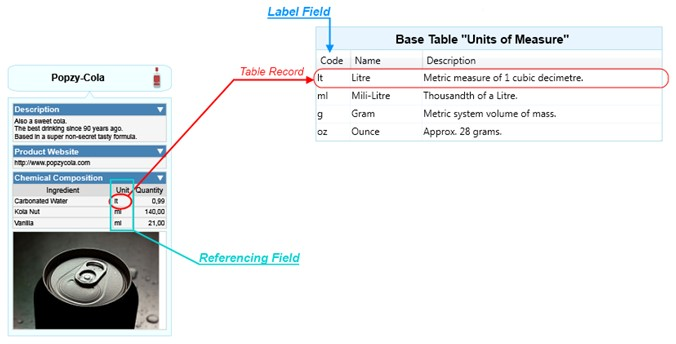 Label Field
Base Table "Units of Measure"
Code Name Description
lt Litre Metric measure of 1 cubic decimetre.
ml Mili-Litre Thousandth of a Litre.
g Gram Metric system volume of mass.
oz Ounce Approx. 28 grams.
Table Record
Popzy-Cola
Description
Also a sweet cola.
The best drinking since 90 years ago.
Based in a super non-secret tasty formula.
Product Website
http://www.popzycola.com
Chemical Composition
Ingredient Unit Quantity
Carbonated Water lt 0,99
Kola Nut ml 140,00
Vanilla ml 21,00
Referencing Field